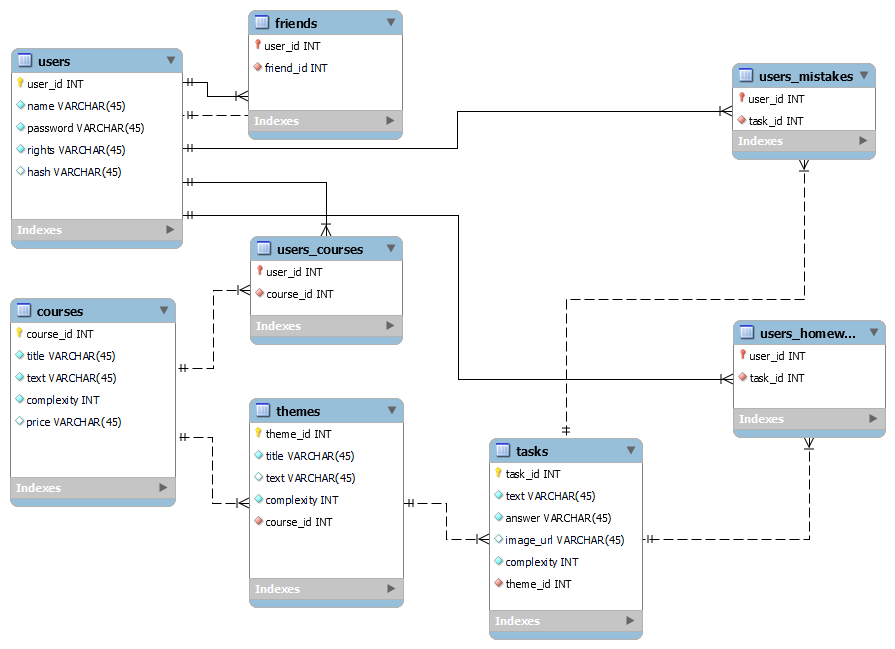 friends
user_id INT
friend_id INT
Indexes
users
user_id INT
name VARCHAR(45)
password VARCHAR(45)
rights VARCHAR(45)
hash VARCHAR(45)
Indexes
users_mistakes
user_id INT
task_id INT
Indexes
users_courses
user_id INT
course_id INT
Indexes
courses
course_id INT
title VARCHAR(45)
text VARCHAR(45)
complexity INT
price VARCHAR(45)
Indexes
users_homew...
user_id INT
task_id INT
Indexes
themes
theme_id INT
title VARCHAR(45)
text VARCHAR(45)
complexity INT
course_id INT
Indexes
tasks
task_id INT
text VARCHAR(45)
answer VARCHAR(45)
image_url VARCHAR(45)
complexity INT
theme_id INT
Indexes